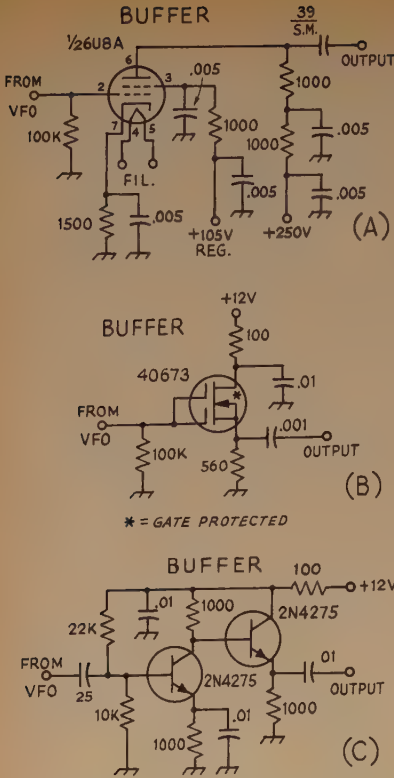 BUFFER
½6U8A
39
S.M.
OUTPUT
6
FROM
VFO
2
3
.005
1000
100K
7
4
5
1000
.005
1000
FIL.
.005
.005
1500
.005
+105V
REG.
+250V
(A)
BUFFER
+12V
100
40673
*
.01
FROM
VFO
.001
OUTPUT
100K
560
(B)
* = GATE PROTECTED
BUFFER
100
+12V
.01
1000
2N4275
22K
FROM
VFO
25
2N4275
.01
OUTPUT
10K
.01
1000
1000
(C)